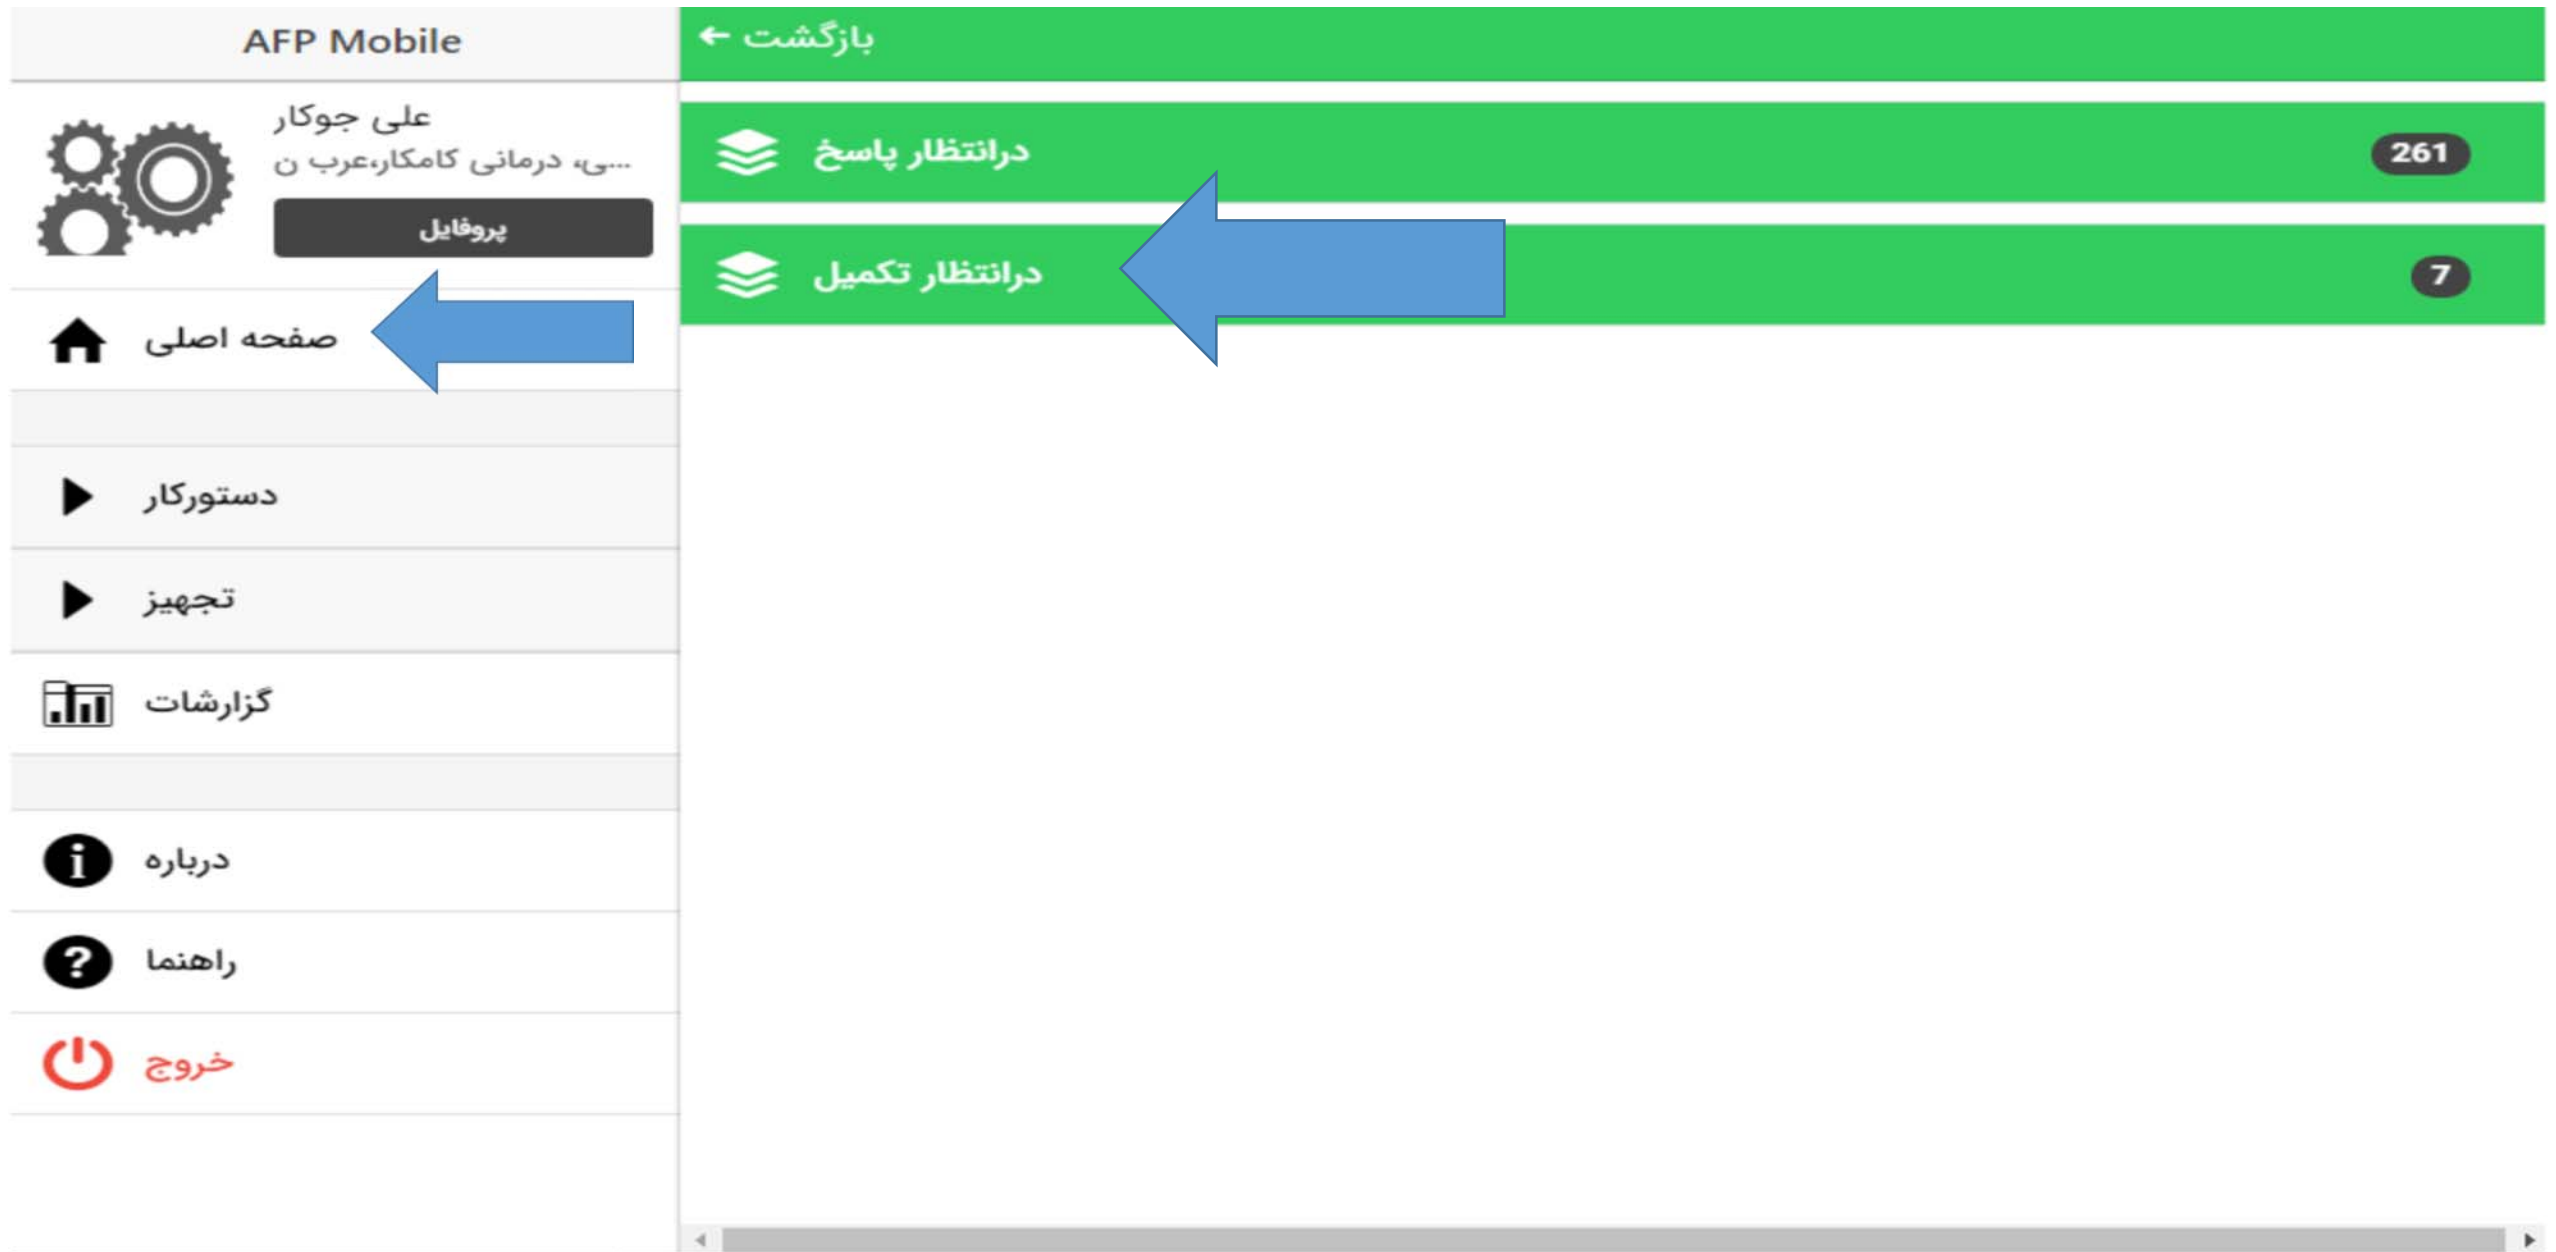 AFP Mobile
علی جوکار
...ی، درمانی کامکار،عرب ن
پروفایل
صفحه اصلی
دستورکار
تجهیز
گزارشات
درباره
راهنما
خروج
بازگشت
درانتظار پاسخ
261
درانتظار تکمیل
7